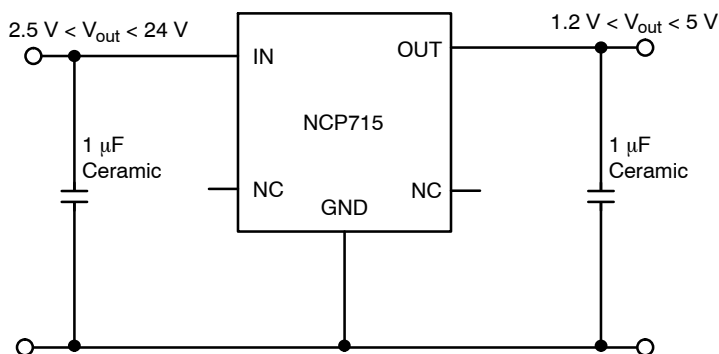 2.5 V < Vout < 24 V
1.2 V < Vout < 5 V
IN
OUT
NCP715
1 μF
Ceramic
1 μF
Ceramic
NC
NC
GND